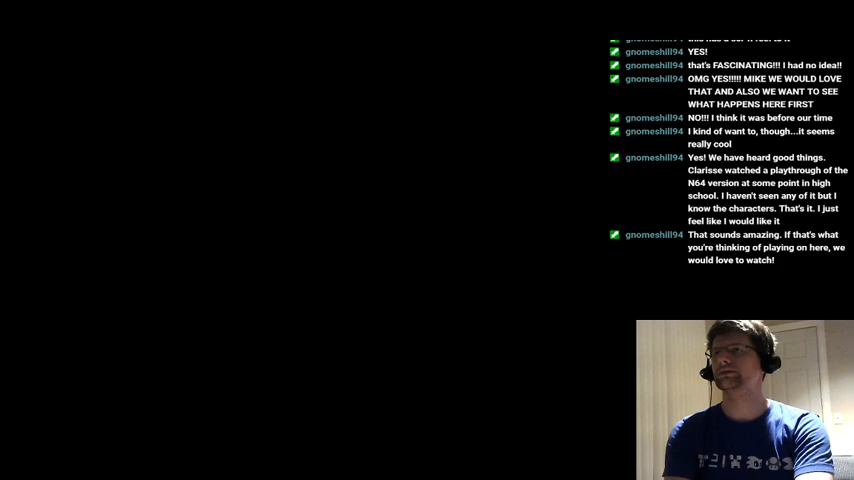 gnomeshill94 YES!
gnomeshill94 that's FASCINATING!!! I had no idea!!
gnomeshill94 OMG YES!!!!! MIKE WE WOULD LOVE
THAT AND ALSO WE WANT TO SEE
WHAT HAPPENS HERE FIRST
gnomeshill94 NO!!! I think it was before our time
gnomeshill94 I kind of want to, though...it seems
really cool
gnomeshill94 Yes! We have heard good things.
Clarisse watched a playthrough of the
N64 version at some point in high
school. I haven't seen any of it but I
know the characters. That's it. I just
feel like I would like it
gnomeshill94 That sounds amazing. If that's what
you're thinking of playing on here, we
would love to watch!